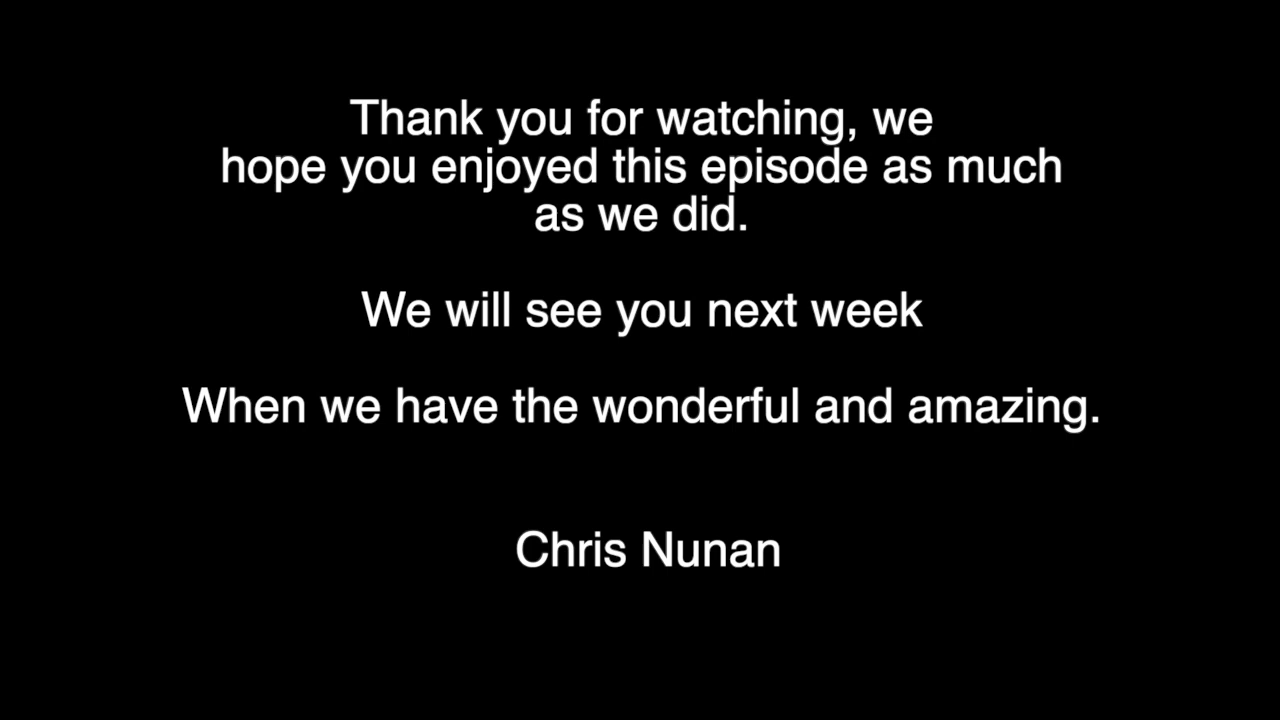 Thank you for watching, we
hope you enjoyed this episode as much
as we did.
We will see you next week
When we have the wonderful and amazing.
Chris Nunan